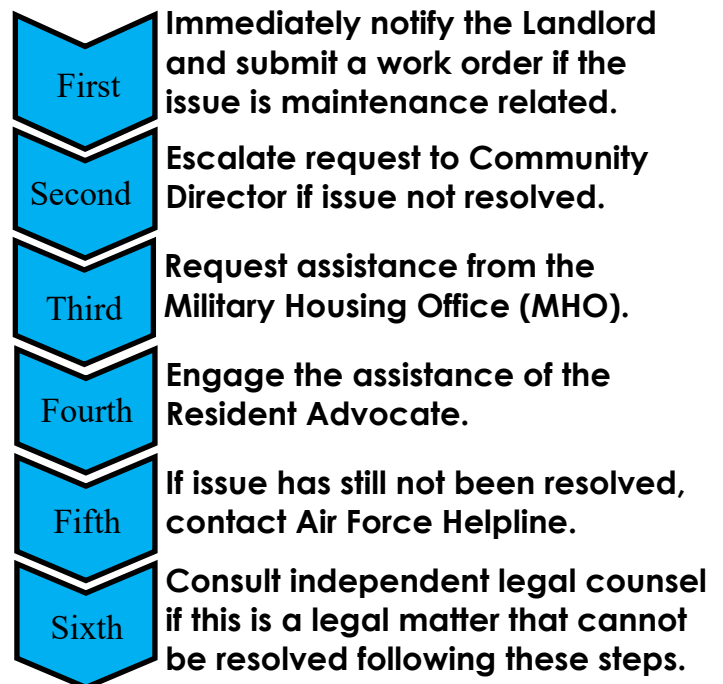 First
Immediately notify the Landlord
and submit a work order if the
issue is maintenance related.
Second
Escalate request to Community
Director if issue not resolved.
Third
Request assistance from the
Military Housing Office (MHO).
Fourth
Engage the assistance of the
Resident Advocate.
Fifth
If issue has still not been resolved,
contact Air Force Helpline.
Sixth
Consult independent legal counsel
if this is a legal matter that cannot
be resolved following these steps.